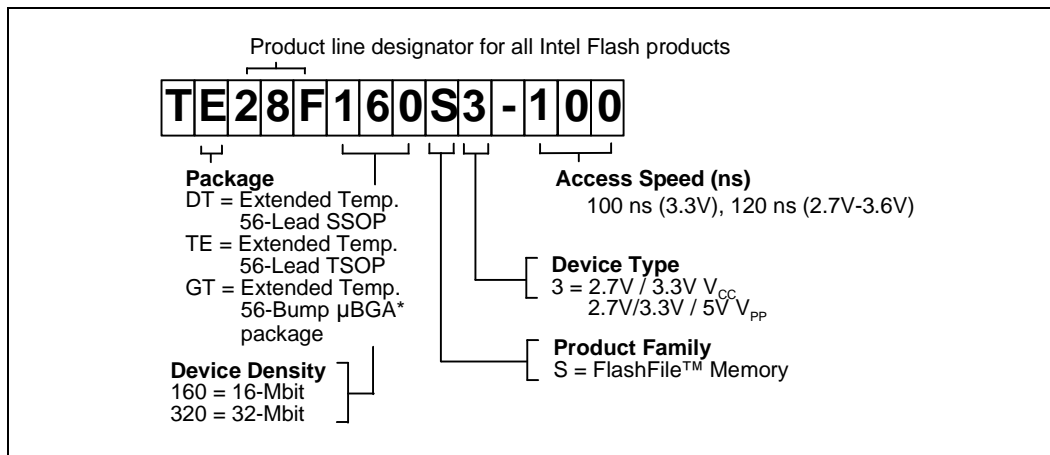 Product line designator for all Intel Flash products
TE28F160S3-100
Package
DT = Extended Temp.
56-Lead SSOP
TE = Extended Temp.
56-Lead TSOP
GT = Extended Temp.
56-Bump µBGA*
package
Device Density
160 = 16-Mbit
320 = 32-Mbit
Access Speed (ns)
100 ns (3.3V), 120 ns (2.7V-3.6V)
Device Type
3 = 2.7V / 3.3V VCC
2.7V/3.3V / 5V VPP
Product Family
S = FlashFile™ Memory